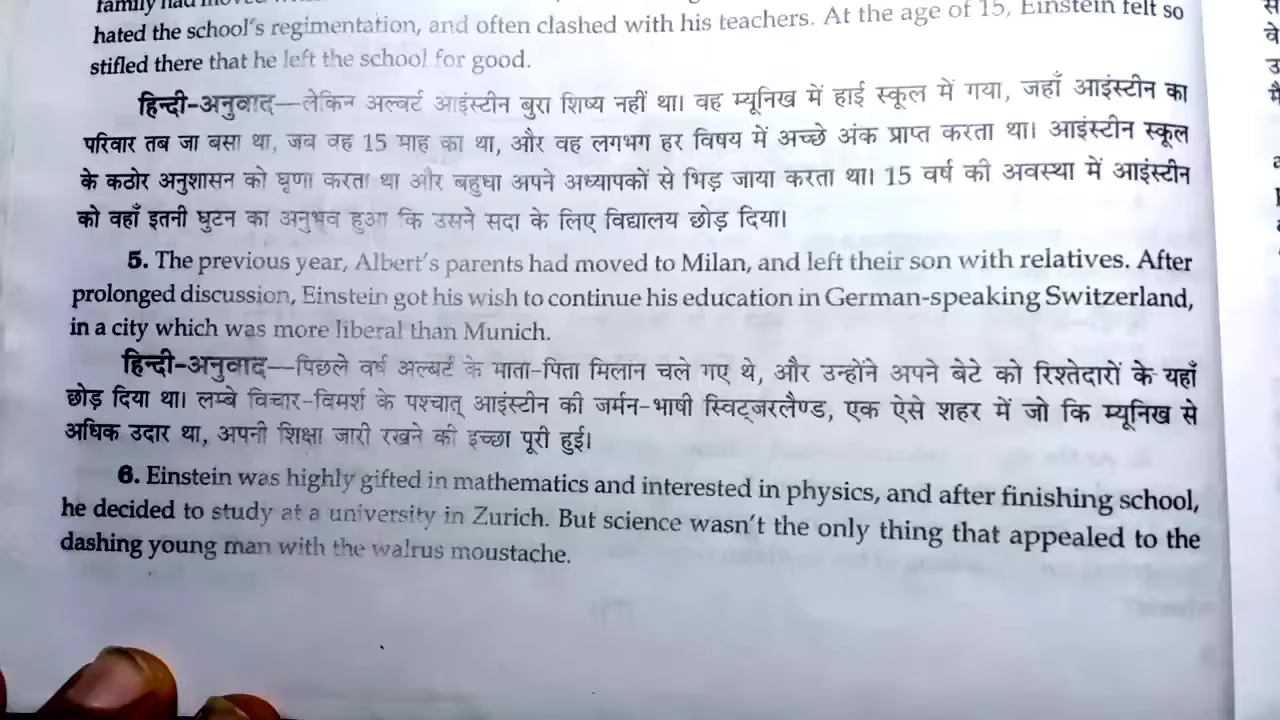 family had moved
hated the school's regimentation, and often clashed with his teachers. At the age of 15, Einstein felt so
stifled there that he left the school for good.
हिन्दी-अनुवाद—लेकिन अल्बर्ट आइंस्टीन बुरा शिष्य नहीं था। वह म्यूनिख में हाई स्कूल में गया, जहाँ आइंस्टीन का
परिवार तब जा बसा था, जब वह 15 माह का था, और वह लगभग हर विषय में अच्छे अंक प्राप्त करता था। आइंस्टीन स्कूल
के कठोर अनुशासन को घृणा करता था और बहुधा अपने अध्यापकों से भिड़ जाया करता था। 15 वर्ष की अवस्था में आइंस्टीन
को वहाँ इतनी घुटन का अनुभव हुआ कि उसने सदा के लिए विद्यालय छोड़ दिया।
5. The previous year, Albert's parents had moved to Milan, and left their son with relatives. After
prolonged discussion, Einstein got his wish to continue his education in German-speaking Switzerland,
in a city which was more liberal than Munich.
हिन्दी-अनुवाद—पिछले वर्ष अल्बर्ट के माता-पिता मिलान चले गए थे, और उन्होंने अपने बेटे को रिश्तेदारों के यहाँ
छोड़ दिया था। लम्बे विचार-विमर्श के पश्चात् आइंस्टीन की जर्मन-भाषी स्विट्जरलैण्ड, एक ऐसे शहर में जो कि म्यूनिख से
अधिक उदार था, अपनी शिक्षा जारी रखने की इच्छा पूरी हुई।
6. Einstein was highly gifted in mathematics and interested in physics, and after finishing school,
he decided to study at a university in Zurich. But science wasn't the only thing that appealed to the
dashing young man with the walrus moustache.